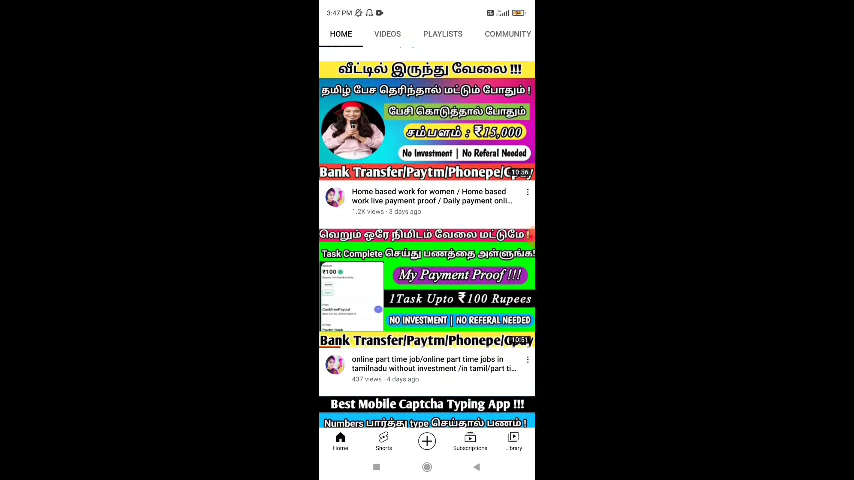 3:47 PM
HOME VIDEOS PLAYLISTS COMMUNITY
வீட்டில் இருந்து வேலை !!!
தமிழ் பேச தெரிந்தால் மட்டும் போதும் !
பேசி கொடுத்தால் போதும்
சம்பளம் : ₹15,000
No Investment | No Referal Needed
Bank Transfer/Paytm/Phonepe/Gpay
10:56
Home based work for women / Home based
work live payment proof / Daily payment onli...
1.2K views · 3 days ago
வெறும் ஒரே நிமிடம் வேலை மட்டுமே !
Task Complete செய்து பணத்தை அள்ளுங்க!
₹100
My Payment Proof !!!
1Task Upto ₹100 Rupees
NO INVESTMENT | NO REFERAL NEEDED
Bank Transfer/Paytm/Phonepe/Gpay
online part time job/online part time jobs in
tamilnadu without investment /in tamil/part ti...
437 views · 4 days ago
Best Mobile Captcha Typing App !!!
Numbers பார்த்து type செய்தால் பணம் !
Home Shorts Subscriptions Library